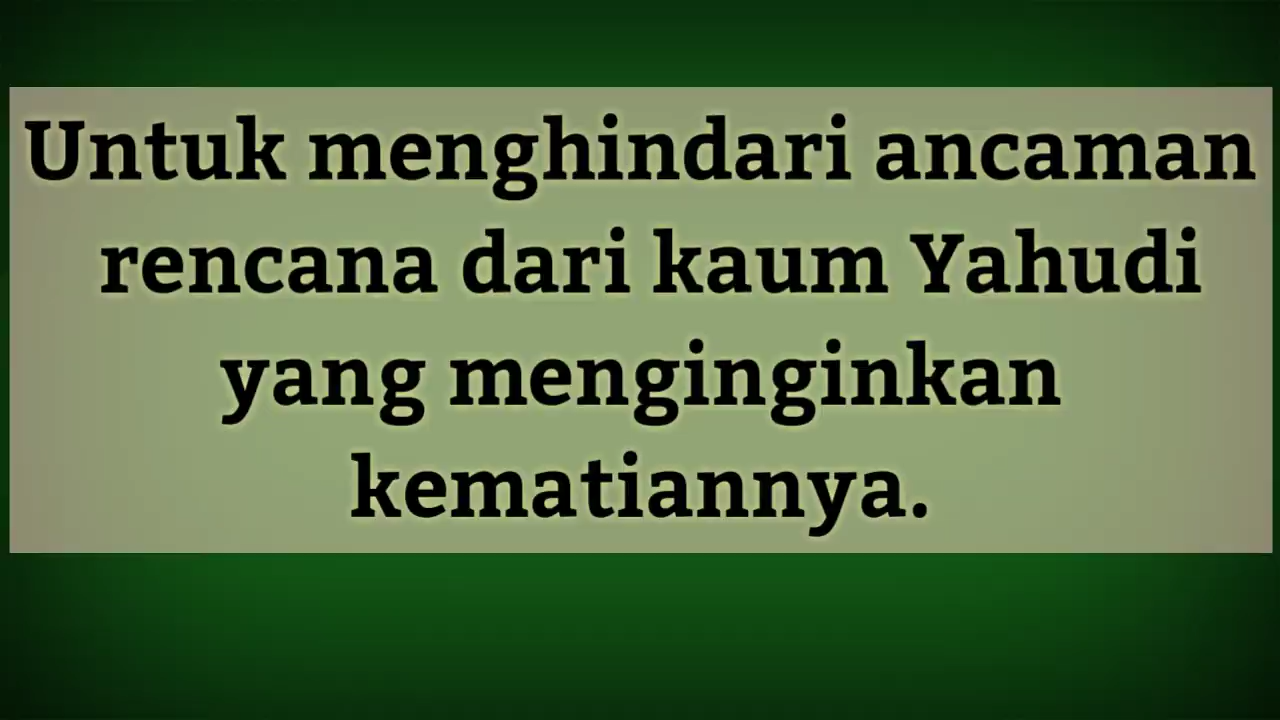 Untuk menghindari ancaman
rencana dari kaum Yahudi
yang menginginkan
kematiannya.